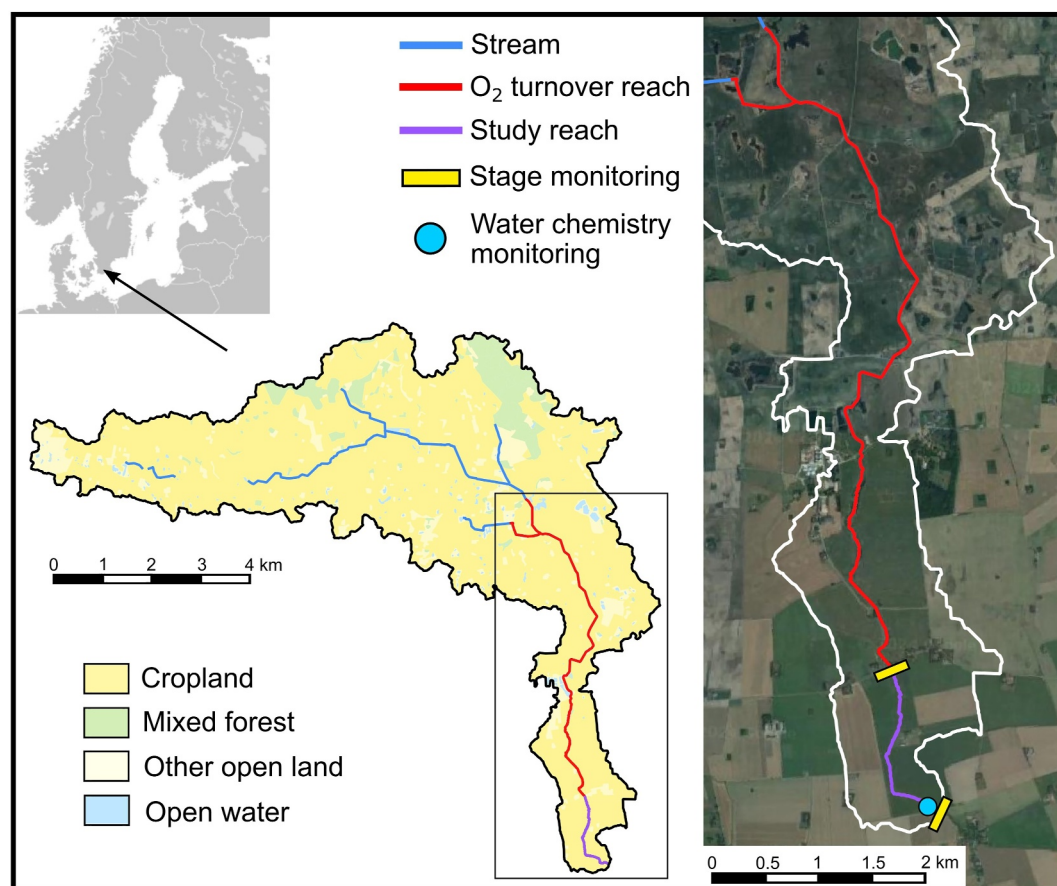 Stream
O₂ turnover reach
Study reach
Stage monitoring
Water chemistry
monitoring
0 1 2 3 4 km
Cropland
Mixed forest
Other open land
Open water
0 0.5 1 1.5 2 km